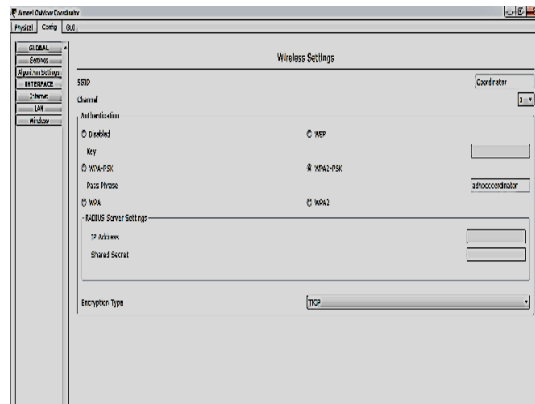 Coordinator
Physical Config GUI
GLOBAL
Settings
Algorithm Settings
INTERFACE
Internet
LAN
Wireless
Wireless Settings
SSID Coordinator
Channel 1
Authentication
Disabled WEP
Key
WPA-PSK WPA2-PSK
Pass Phrase adhoccoordinator
WPA WPA2
RADIUS Server Settings
IP Address
Shared Secret
Encryption Type TKIP